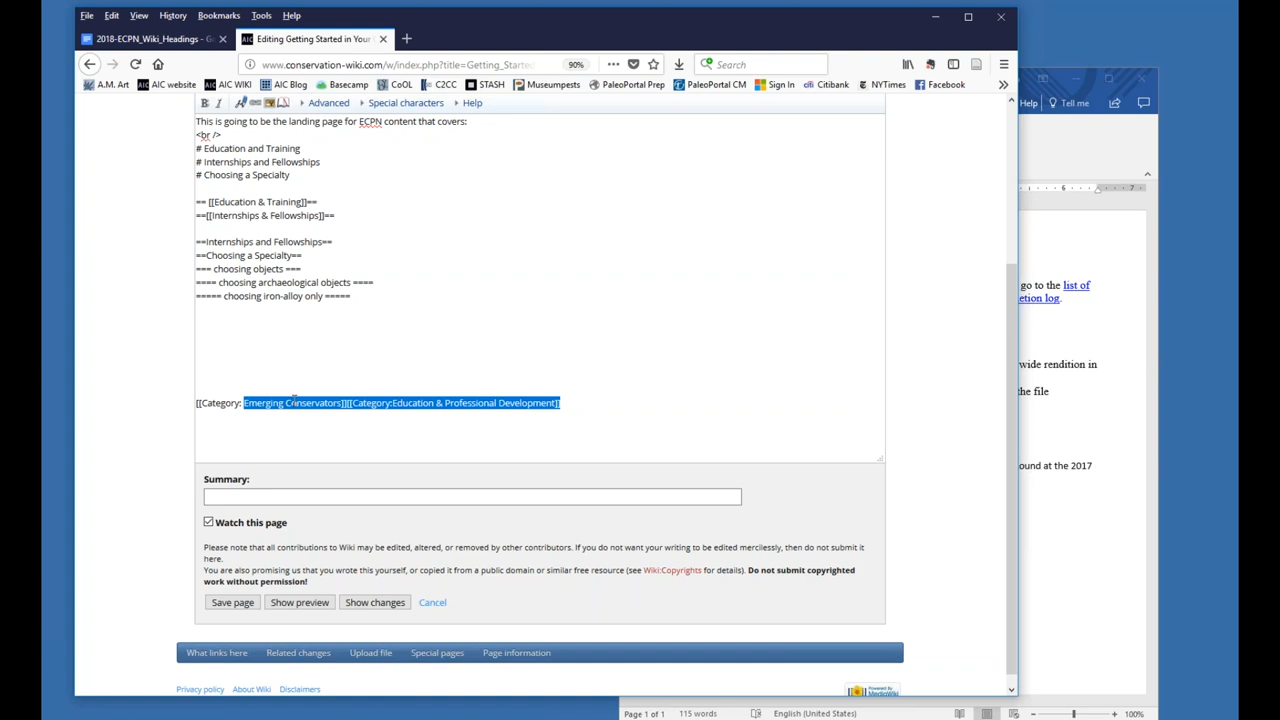 File Edit View History Bookmarks Tools Help
2018-ECPN_Wiki_Headings - G
AIC Editing Getting Started in Your
www.conservation-wiki.com/w/index.php?title=Getting_Starte
90%
Search
A.M. Art AIC website AIC WIKI AIC Blog Basecamp CoOL C2CC STASH Museumpests PaleoPortal Prep PaleoPortal CM Sign In Citibank NYTimes Facebook
Help Tell me
B I Advanced Special characters Help
This is going to be the landing page for ECPN content that covers:
<br />
# Education and Training
# Internships and Fellowships
# Choosing a Specialty
6 7
== [[Education & Training]]==
==[[Internships & Fellowships]]==
==Internships and Fellowships==
==Choosing a Specialty==
=== choosing objects ===
==== choosing archaeological objects ====
===== choosing iron-alloy only =====
go to the list of
etion log.
wide rendition in
the file
[[Category: Emerging Conservators]][[Category:Education & Professional Development]]
ound at the 2017
Summary:
Watch this page
Please note that all contributions to Wiki may be edited, altered, or removed by other contributors. If you do not want your writing to be edited mercilessly, then do not submit it
here.
You are also promising us that you wrote this yourself, or copied it from a public domain or similar free resource (see Wiki:Copyrights for details). Do not submit copyrighted
work without permission!
Save page Show preview Show changes Cancel
What links here Related changes Upload file Special pages Page information
Privacy policy About Wiki Disclaimers
Powered By
MediaWiki
Page 1 of 1 115 words English (United States) 100%